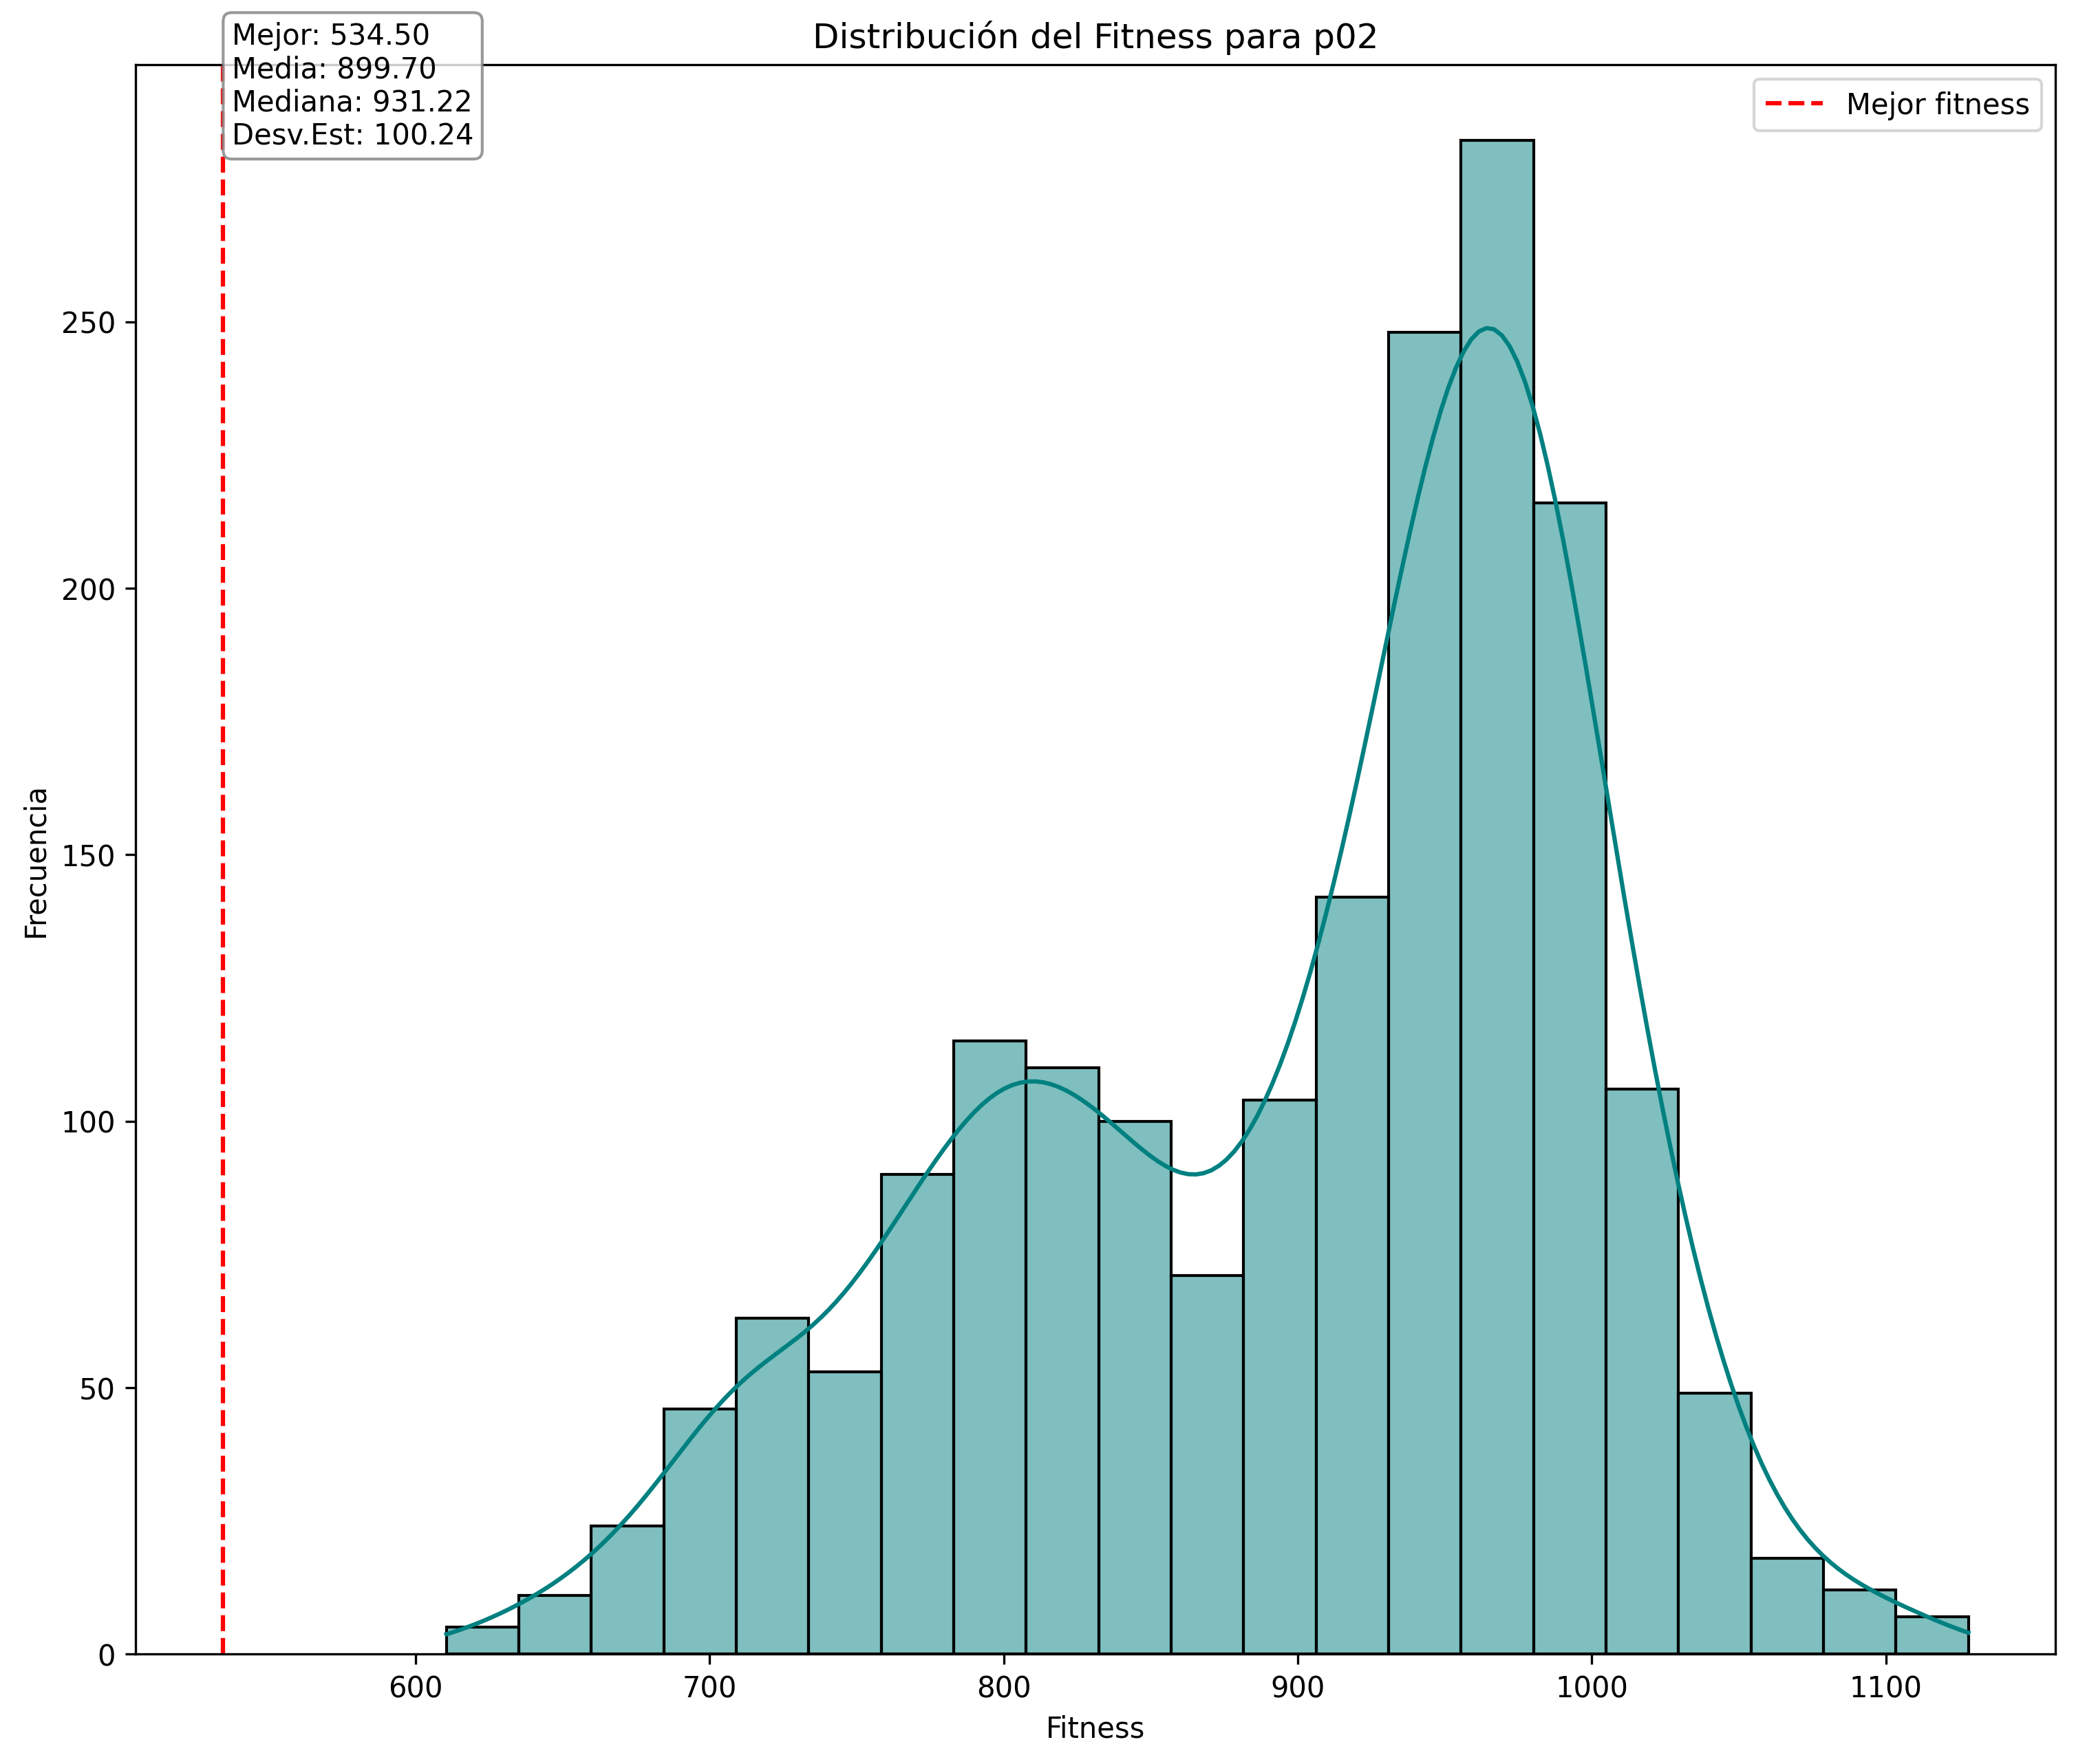 Distribución del Fitness para p02
Mejor: 534.50
Media: 899.70
Mediana: 931.22
Desv.Est: 100.24
Mejor fitness
Frecuencia
250
200
150
100
50
0
600 700 800 900 1000 1100
Fitness